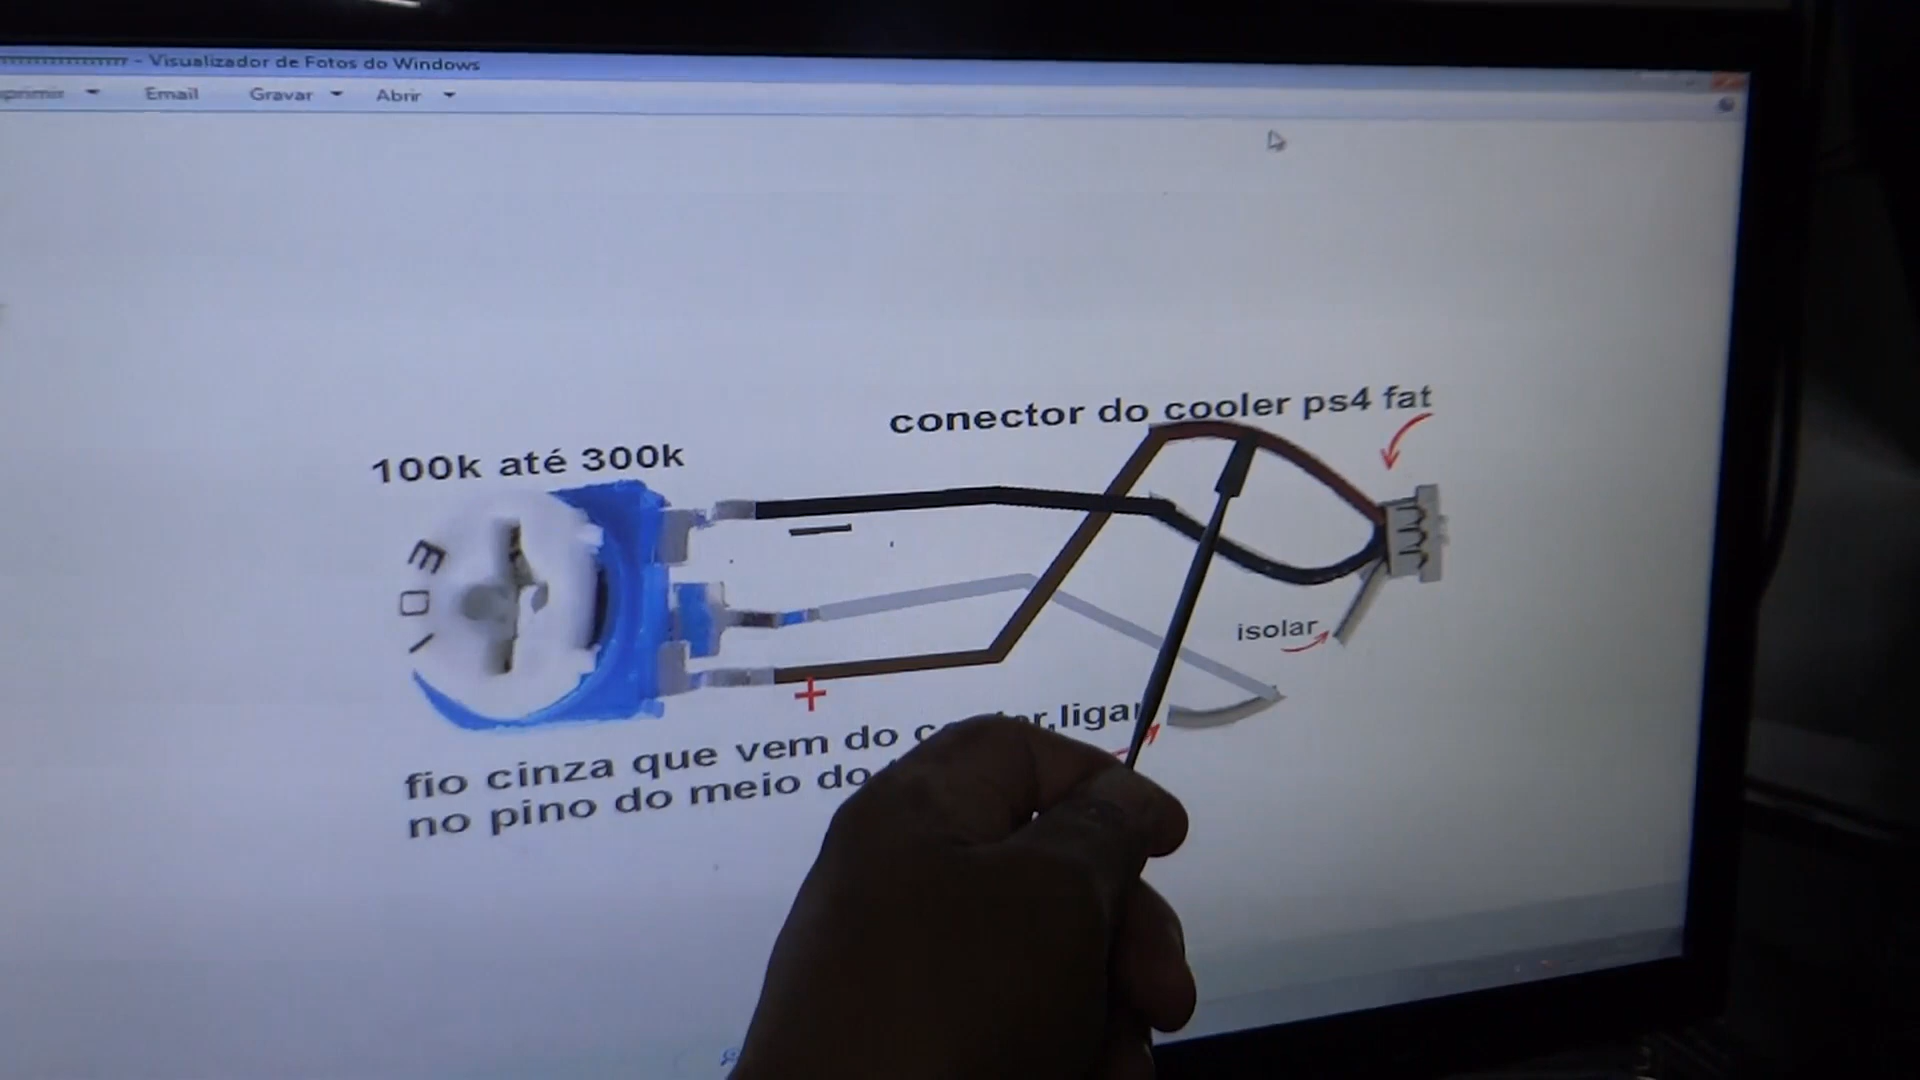 - Visualizador de Fotos do Windows
Email Gravar Abrir
conector do cooler ps4 fat
100k até 300k
isolar
+
fio cinza que vem do ligar
no pino do meio do